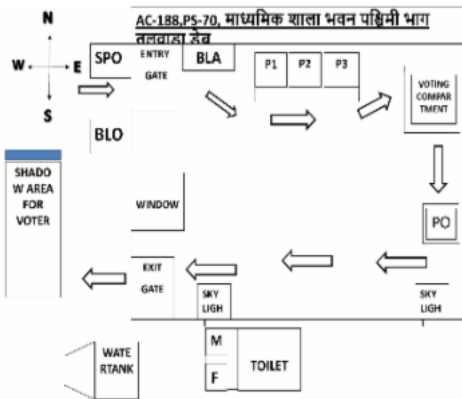 AC-188,PS-70, माध्यमिक शाला भवन पश्चिमी भाग
तलवाडा डेब
N
W
E
S
SPO
ENTRY
GATE
BLA
P1
P2
P3
VOTING
COMPAR
TMENT
BLO
SHADO
W AREA
FOR
VOTER
WINDOW
PO
EXIT
GATE
SKY
LIGH
SKY
LIGH
WATE
RTANK
M
F
TOILET